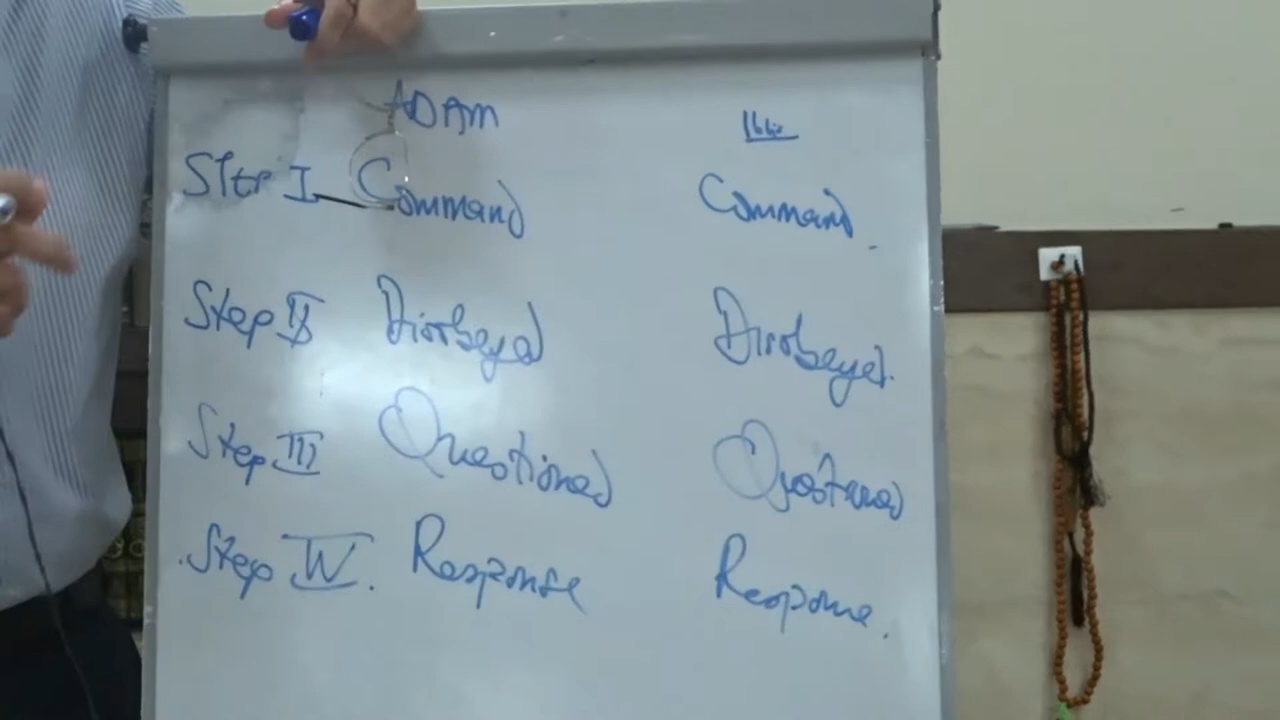 ADAM Iblis
Step I Command Command.
Step II Disobeyed Disobeyed.
Step III Questioned Questioned
Step IV. Response Response.